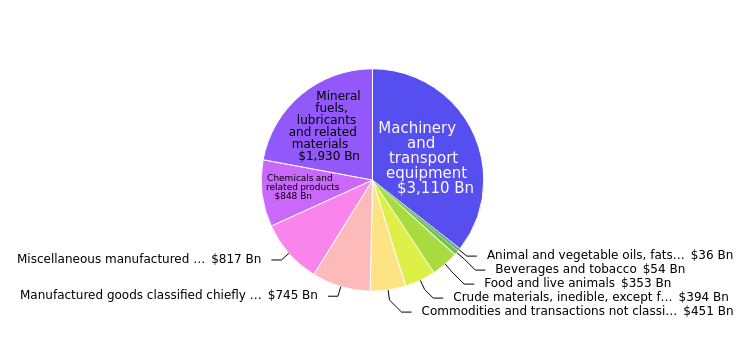 Mineral
fuels,
lubricants
and related
materials
$1,930 Bn
Machinery
and
transport
equipment
$3,110 Bn
Chemicals and
related products
$848 Bn
Miscellaneous manufactured … $817 Bn
Manufactured goods classified chiefly … $745 Bn
Animal and vegetable oils, fats… $36 Bn
Beverages and tobacco $54 Bn
Food and live animals $353 Bn
Crude materials, inedible, except f… $394 Bn
Commodities and transactions not classi… $451 Bn